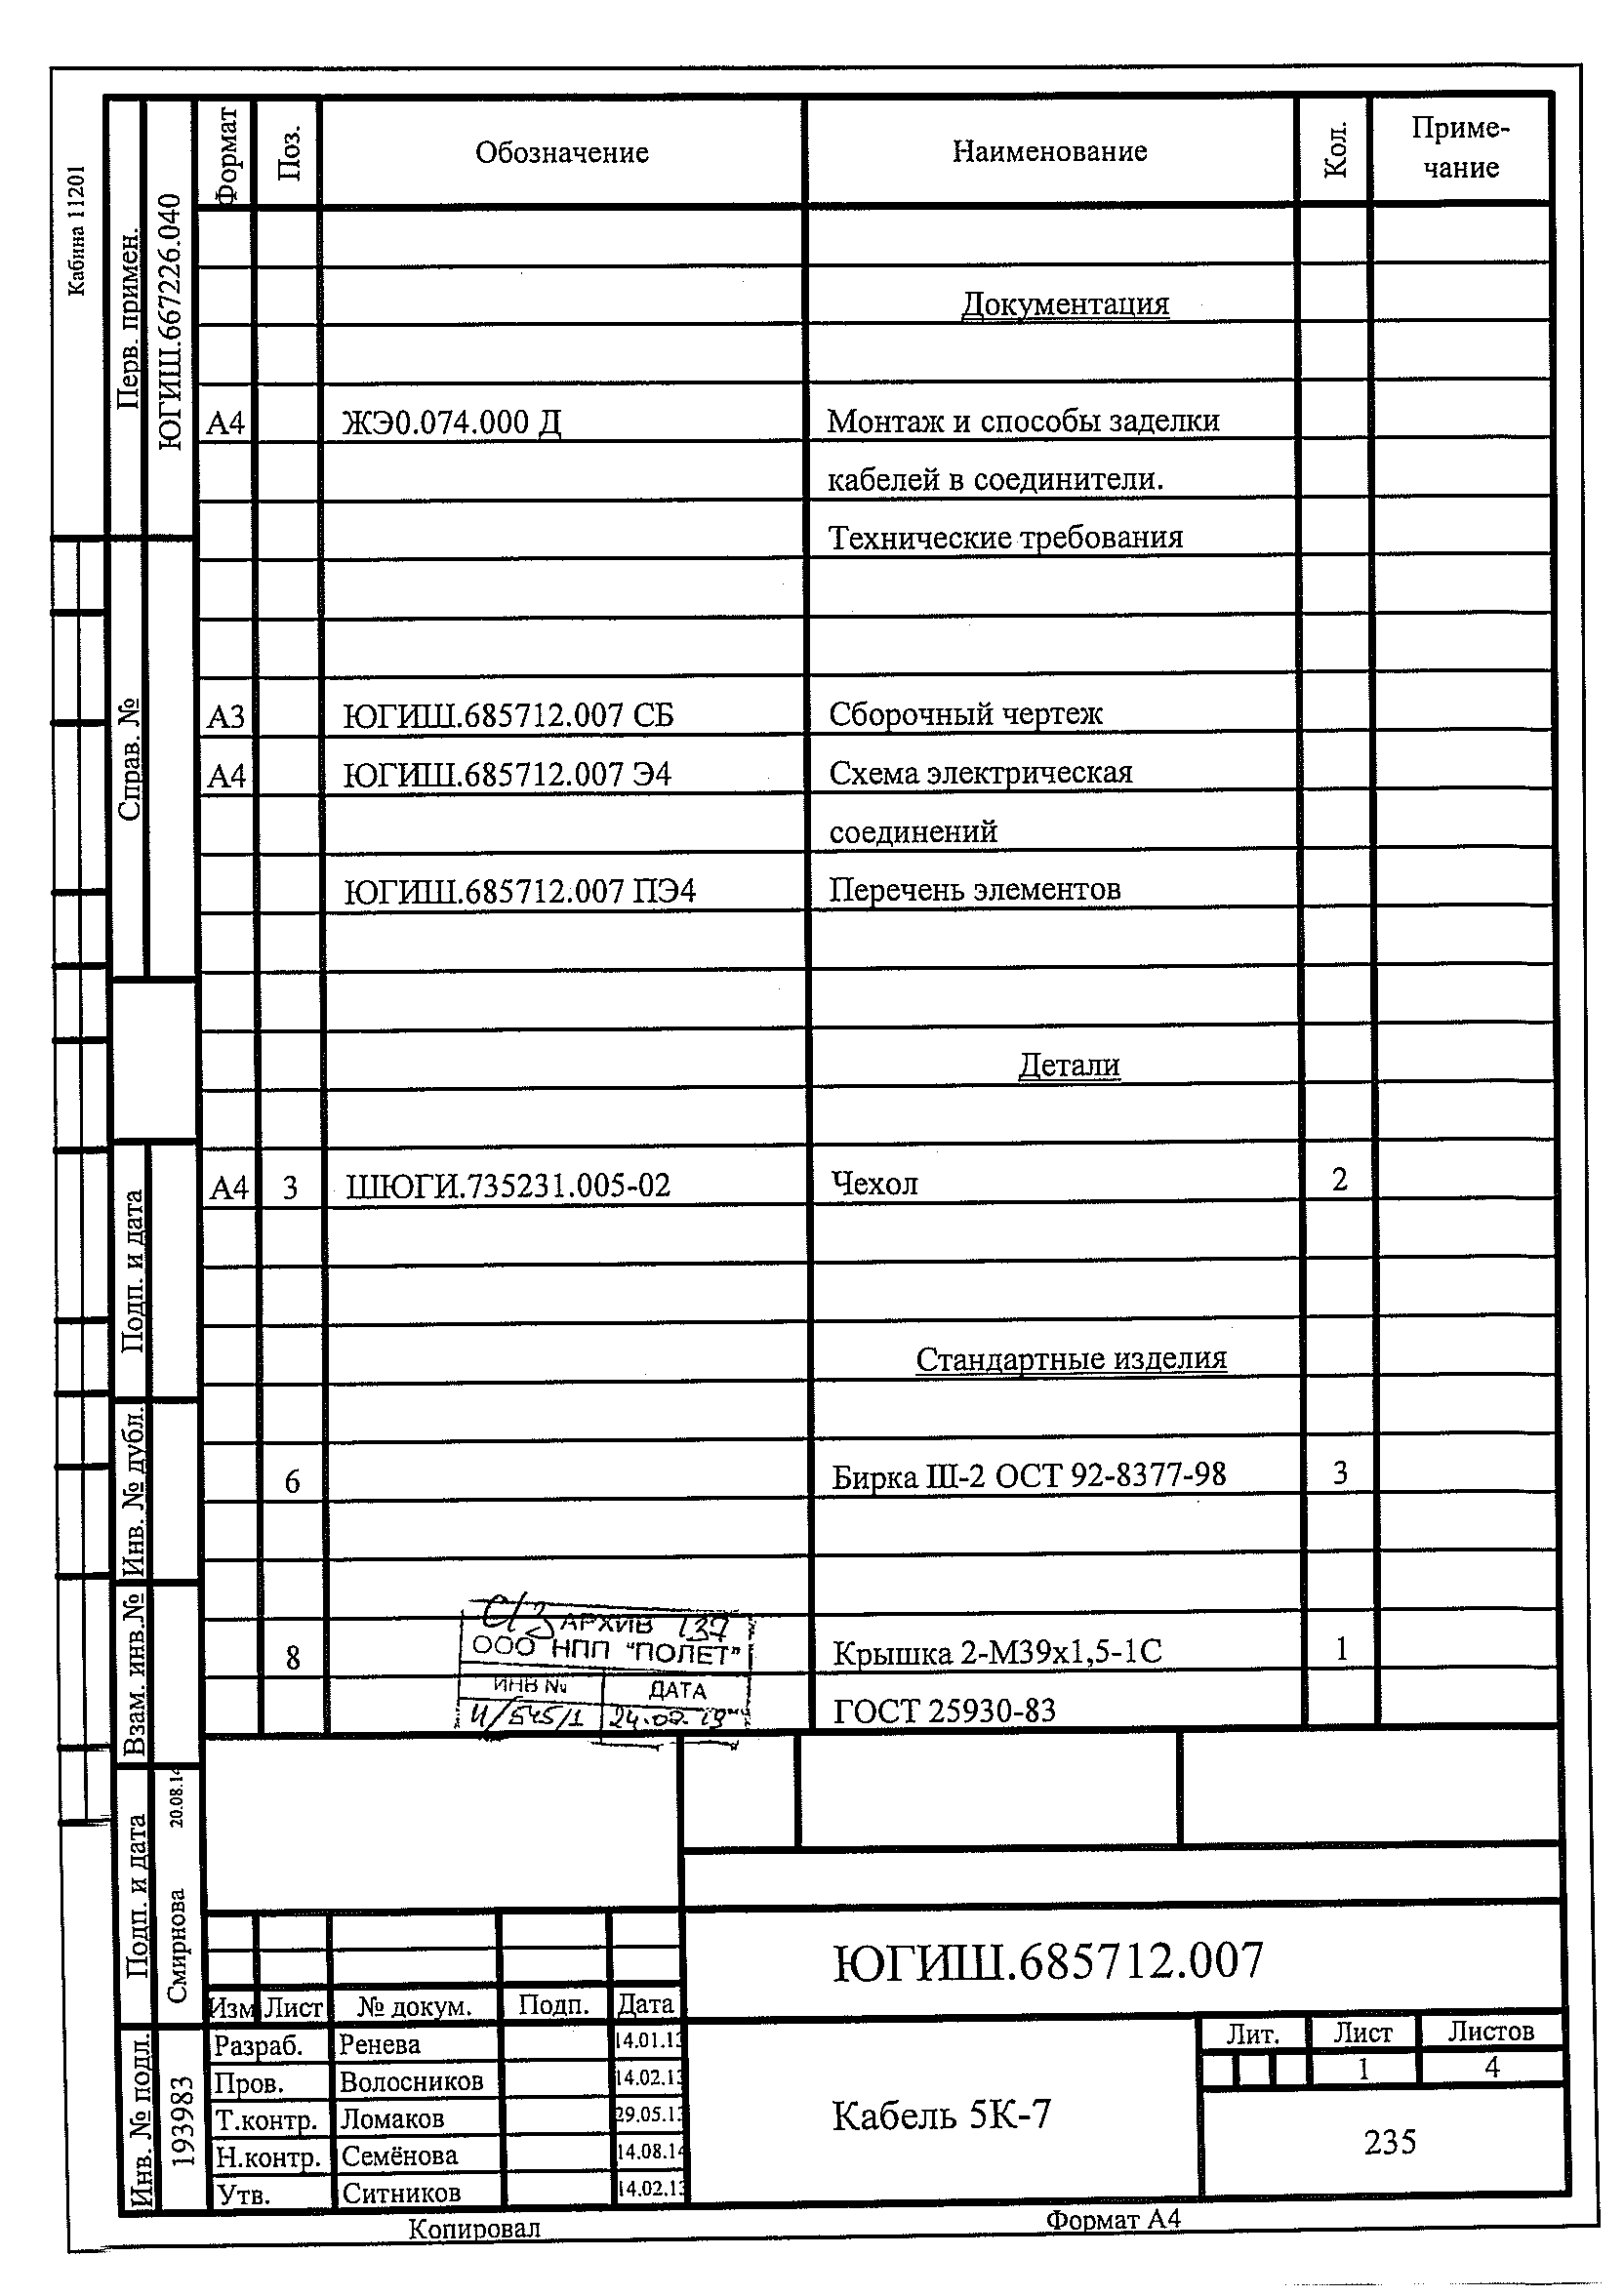 Кабина 11201
Перв. примен.
ЮГИШ.667226.040
Справ. №
Подп. и дата
Инв. № дубл.
Взам. инв.№
Подп. и дата
Смирнова 20.08.14
Инв. № подл.
193983
Формат Поз. Обозначение Наименование Кол. Приме-
чание
Документация
А4 ЖЭ0.074.000 Д Монтаж и способы заделки
кабелей в соединители.
Технические требования
А3 ЮГИШ.685712.007 СБ Сборочный чертеж
А4 ЮГИШ.685712.007 Э4 Схема электрическая
соединений
ЮГИШ.685712.007 ПЭ4 Перечень элементов
Детали
А4 3 ШЮГИ.735231.005-02 Чехол 2
Стандартные изделия
6 Бирка Ш-2 ОСТ 92-8377-98 3
8 Крышка 2-М39х1,5-1С 1
ГОСТ 25930-83
АРХИВ 137
ООО НПП "ПОЛЕТ"
ИНВ № ДАТА
И/545/1
ЮГИШ.685712.007
Изм Лист № докум. Подп. Дата
Разраб. Ренева 14.01.13
Пров. Волосников 14.02.13
Т.контр. Ломаков 29.05.13
Н.контр. Семёнова 14.08.14
Утв. Ситников 14.02.13
Кабель 5К-7
Лит. Лист Листов
1 4
235
Копировал Формат А4